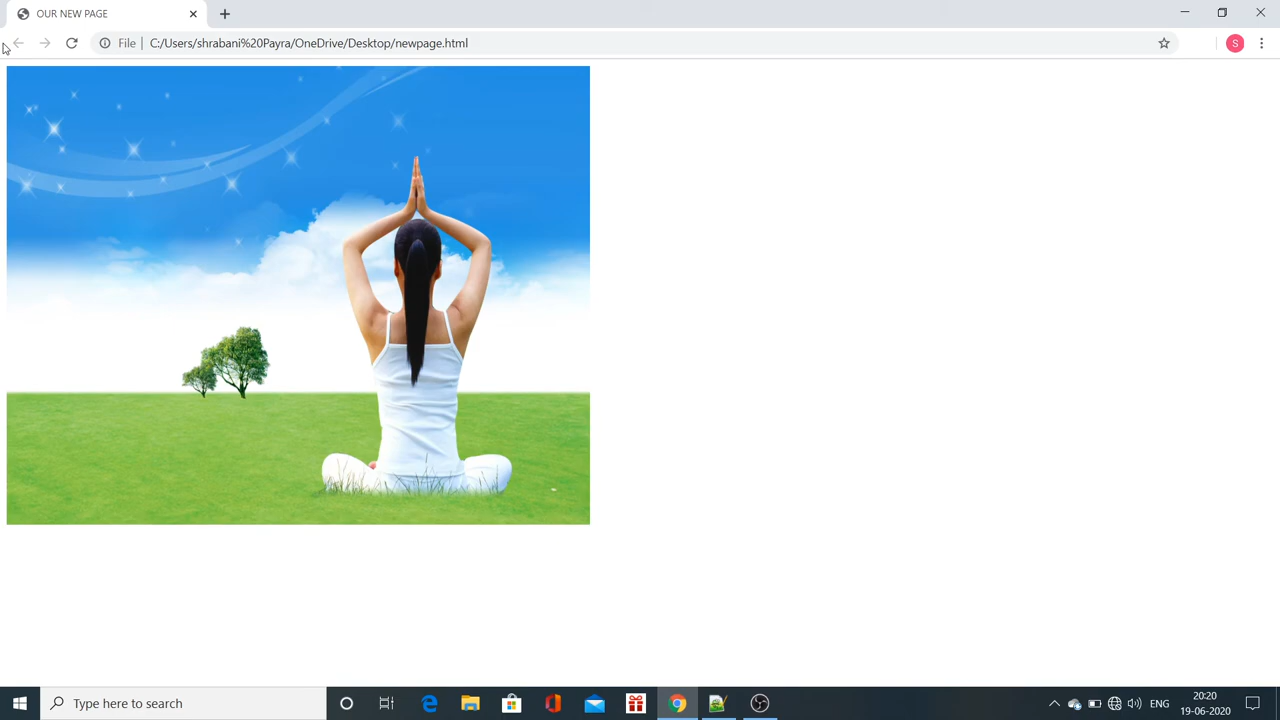 OUR NEW PAGE
File C:/Users/shrabani%20Payra/OneDrive/Desktop/newpage.html
S
Type here to search
ENG
20:20
19-06-2020